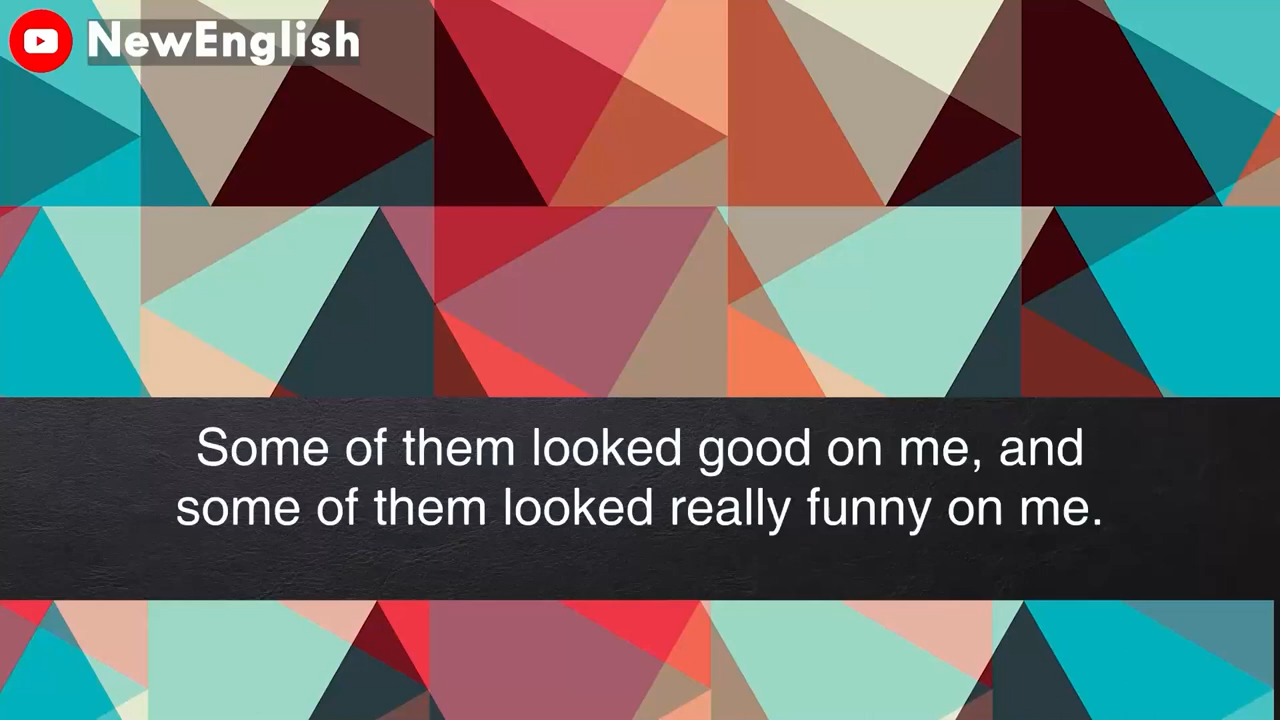 NewEnglish
Some of them looked good on me, and
some of them looked really funny on me.